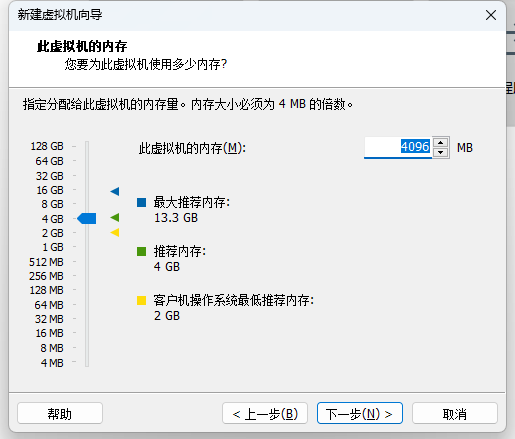 新建虚拟机向导
此虚拟机的内存
您要为此虚拟机使用多少内存?
指定分配给此虚拟机的内存量。内存大小必须为 4 MB 的倍数。
128 GB
64 GB
32 GB
16 GB
8 GB
4 GB
2 GB
1 GB
512 MB
256 MB
128 MB
64 MB
32 MB
16 MB
8 MB
4 MB
此虚拟机的内存(M):
4096 MB
最大推荐内存:
13.3 GB
推荐内存:
4 GB
客户机操作系统最低推荐内存:
2 GB
帮助
< 上一步(B)
下一步(N) >
取消